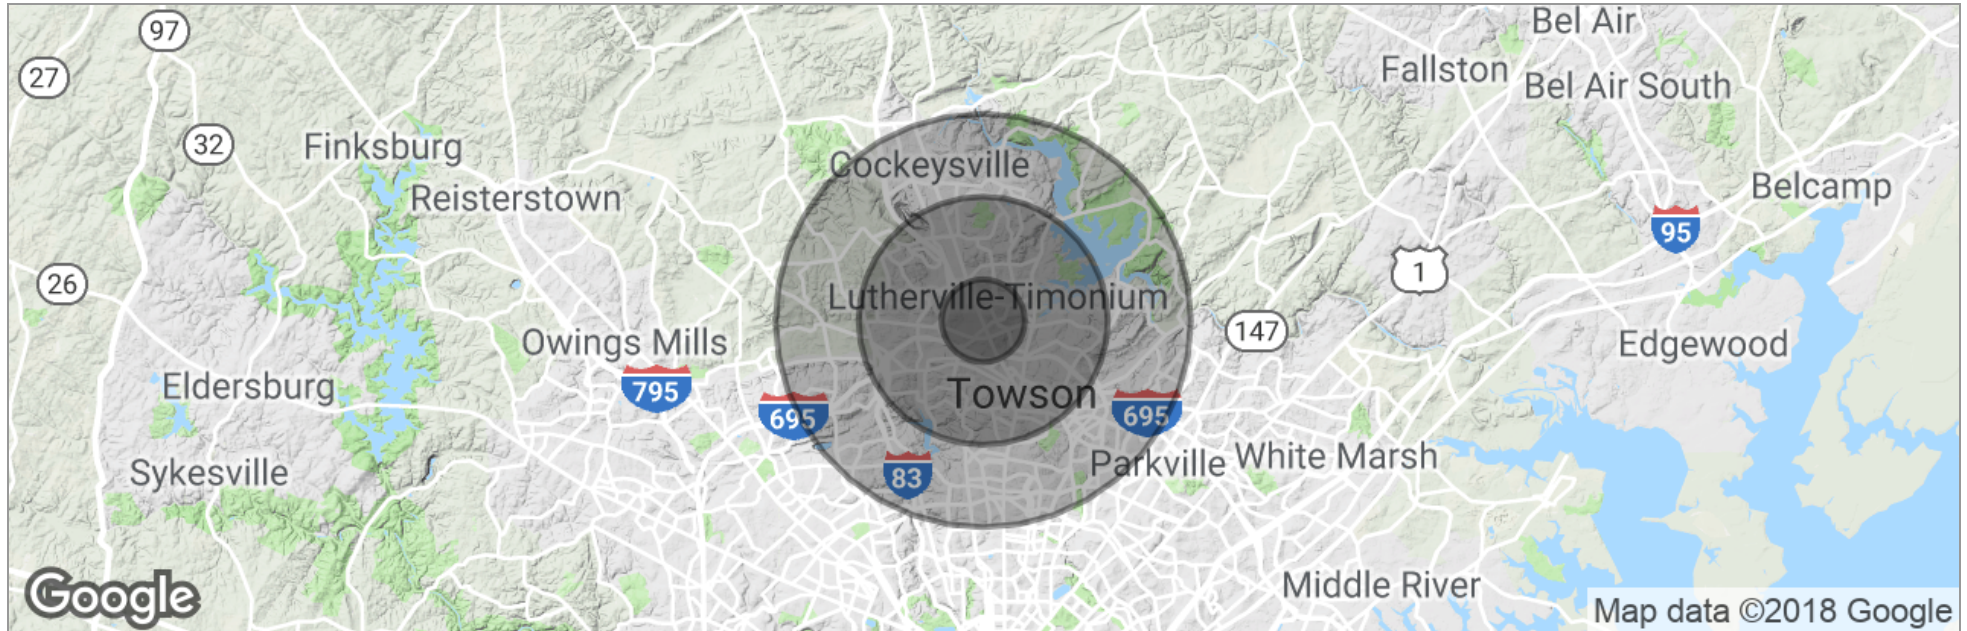 Bel Air
97
Fallston
27
Bel Air South
32
Finksburg
Cockeysville
Reisterstown
Belcamp
95
1
26
Lutherville-Timonium
147
Owings Mills
Edgewood
Eldersburg
795
Towson
695
695
Sykesville
83
Parkville
White Marsh
Middle River
Google
Map data ©2018 Google